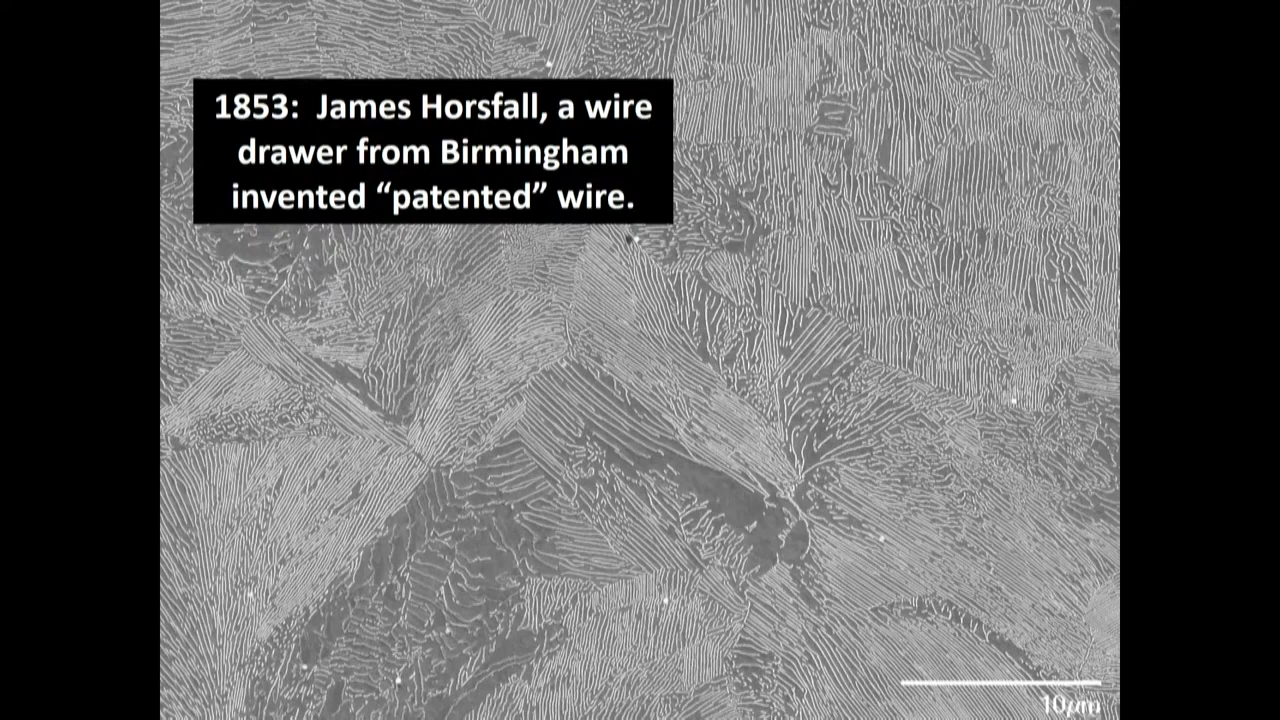 1853:  James Horsfall, a wire
drawer from Birmingham
invented “patented” wire.
10μm